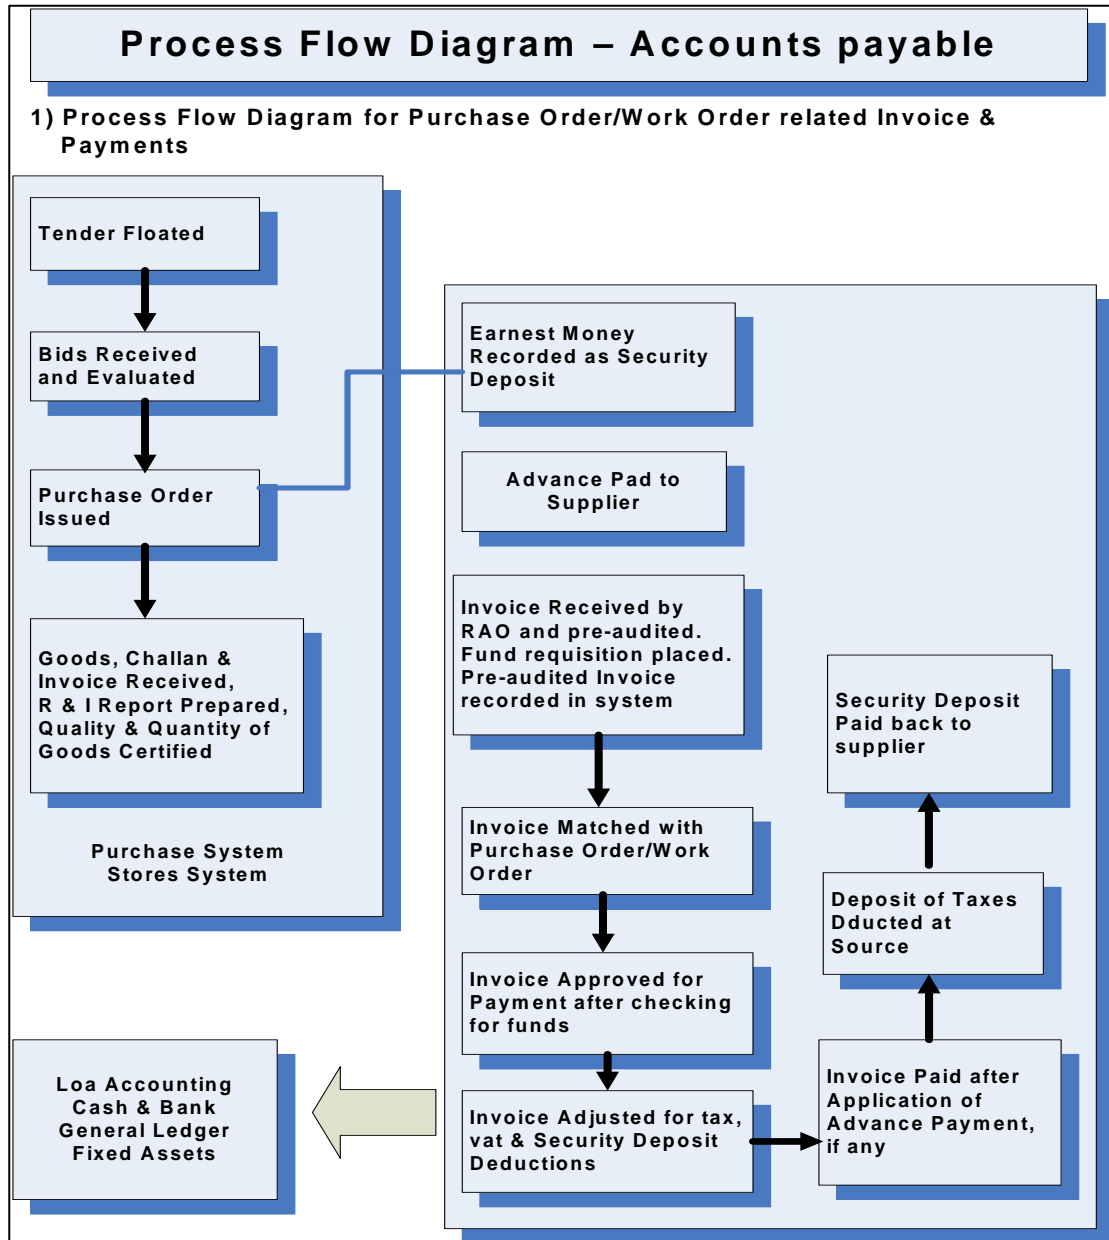 Process Flow Diagram – Accounts payable
1) Process Flow Diagram for Purchase Order/Work Order related Invoice &
Payments
Tender Floated
Bids Received
and Evaluated
Purchase Order
Issued
Goods, Challan &
Invoice Received,
R & I Report Prepared,
Quality & Quantity of
Goods Certified
Purchase System
Stores System
Earnest Money
Recorded as Security
Deposit
Advance Pad to
Supplier
Invoice Received by
RAO and pre-audited.
Fund requisition placed.
Pre-audited Invoice
recorded in system
Invoice Matched with
Purchase Order/Work
Order
Invoice Approved for
Payment after checking
for funds
Invoice Adjusted for tax,
vat & Security Deposit
Deductions
Invoice Paid after
Application of
Advance Payment,
if any
Deposit of Taxes
Dducted at
Source
Security Deposit
Paid back to
supplier
Loa Accounting
Cash & Bank
General Ledger
Fixed Assets